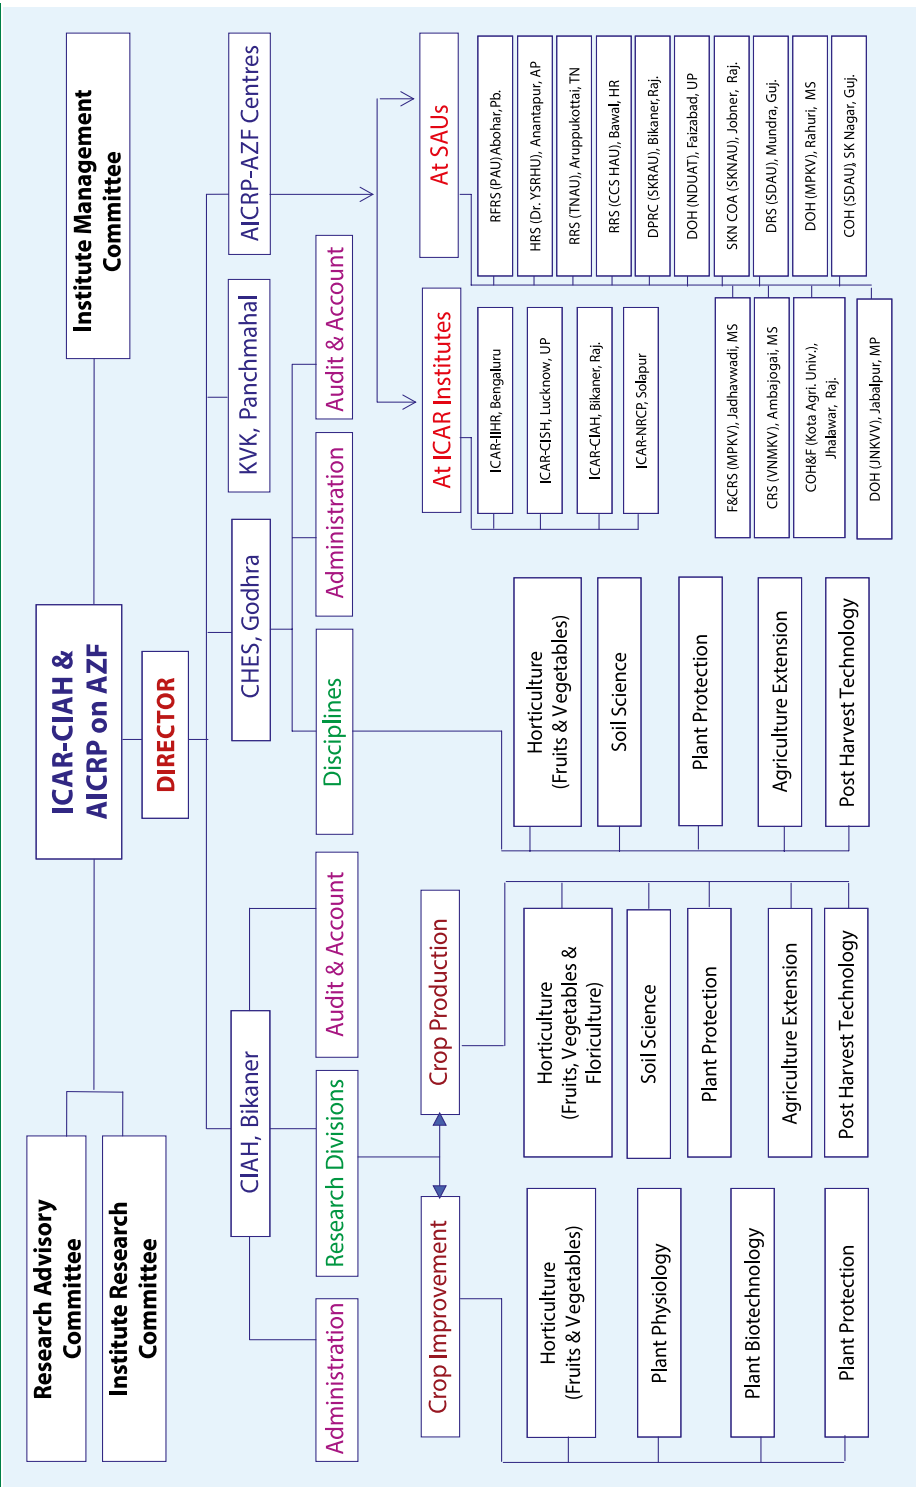 Research Advisory
Committee
Institute Research
Committee
ICAR-CIAH &
AICRP on AZF
Institute Management
Committee
DIRECTOR
CIAH, Bikaner
CHES, Godhra
KVK, Panchmahal
AICRP-AZF Centres
Administration
Research Divisions
Audit & Account
Disciplines
Administration
Audit & Account
Crop Improvement
Crop Production
At ICAR Institutes
At SAUs
Horticulture
(Fruits & Vegetables)
Plant Physiology
Plant Biotechnology
Plant Protection
Horticulture
(Fruits, Vegetables &
Floriculture)
Soil Science
Plant Protection
Agriculture Extension
Post Harvest Technology
Horticulture
(Fruits & Vegetables)
Soil Science
Plant Protection
Agriculture Extension
Post Harvest Technology
ICAR-IIHR, Bengaluru
ICAR-CISH, Lucknow, UP
ICAR-CIAH, Bikaner, Raj.
ICAR-NRCP, Solapur
RFRS (PAU) Abohar, Pb.
HRS (Dr. YSRHU), Anantapur, AP
RRS (TNAU), Aruppukottai, TN
RRS (CCS HAU), Bawal, HR
DPRC (SKRAU), Bikaner, Raj.
DOH (NDUAT), Faizabad, UP
SKN COA (SKNAU), Jobner, Raj.
DRS (SDAU), Mundra, Guj.
DOH (MPKV), Rahuri, MS
COH (SDAU), SK Nagar, Guj.
F&CRS (MPKV), Jadhavwadi, MS
CRS (VNMKV), Ambajogai, MS
COH&F (Kota Agri. Univ.),
Jhalawar, Raj.
DOH (JNKVV), Jabalpur, MP